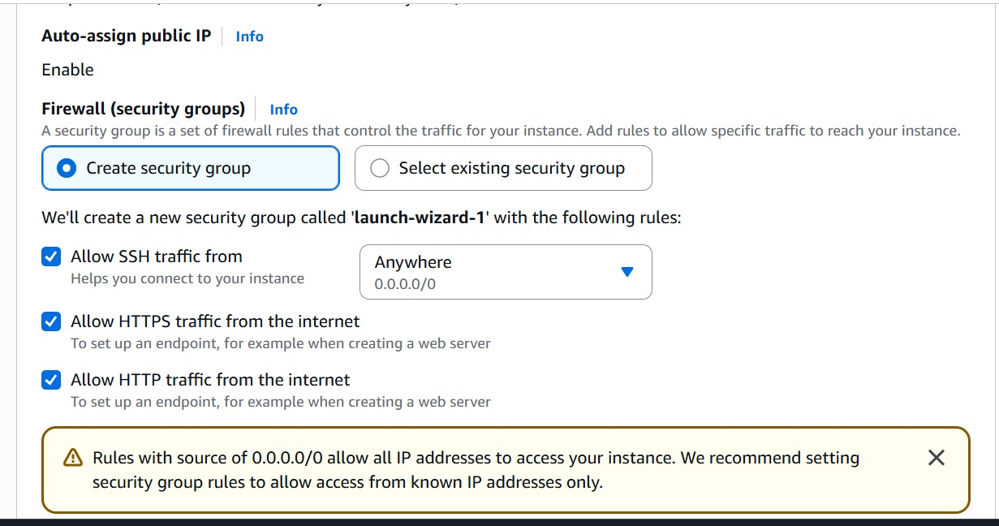 Auto-assign public IP Info
Enable
Firewall (security groups) Info
A security group is a set of firewall rules that control the traffic for your instance. Add rules to allow specific traffic to reach your instance.
Create security group Select existing security group
We'll create a new security group called 'launch-wizard-1' with the following rules:
Allow SSH traffic from Anywhere
Helps you connect to your instance 0.0.0.0/0
Allow HTTPS traffic from the internet
To set up an endpoint, for example when creating a web server
Allow HTTP traffic from the internet
To set up an endpoint, for example when creating a web server
Rules with source of 0.0.0.0/0 allow all IP addresses to access your instance. We recommend setting
security group rules to allow access from known IP addresses only.